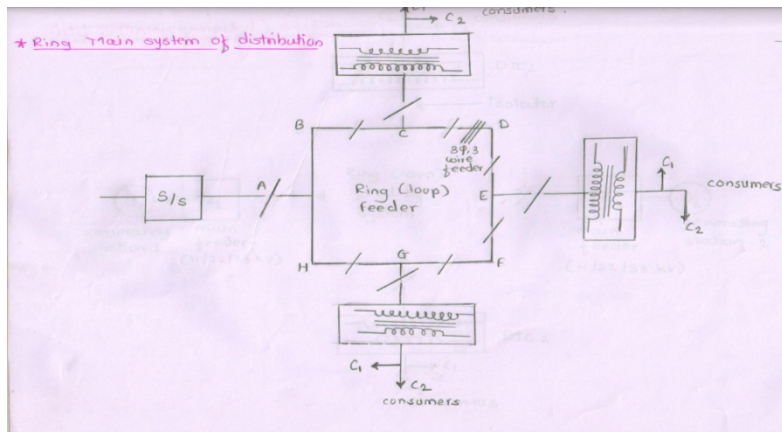 C2
consumers.
* Ring Main system of distribution
B
C
D
3φ,3
wire
feeder
S/s
A
Ring (loop)
feeder
E
C1
consumers
C2
H
G
F
C1
C2
consumers